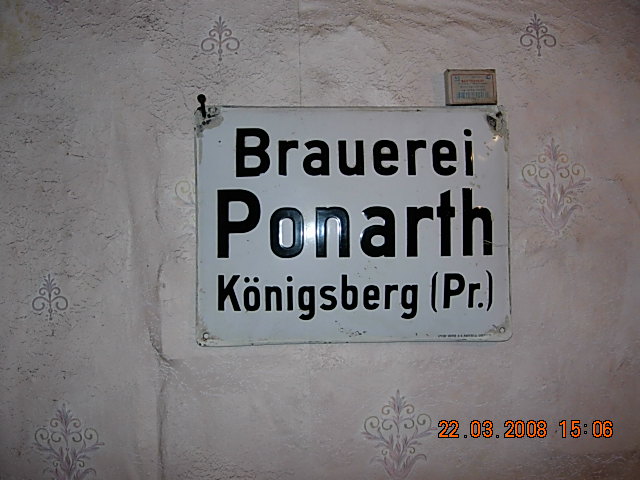 Brauerei
Ponarth
Königsberg (Pr.)
22.03.2008 15:06